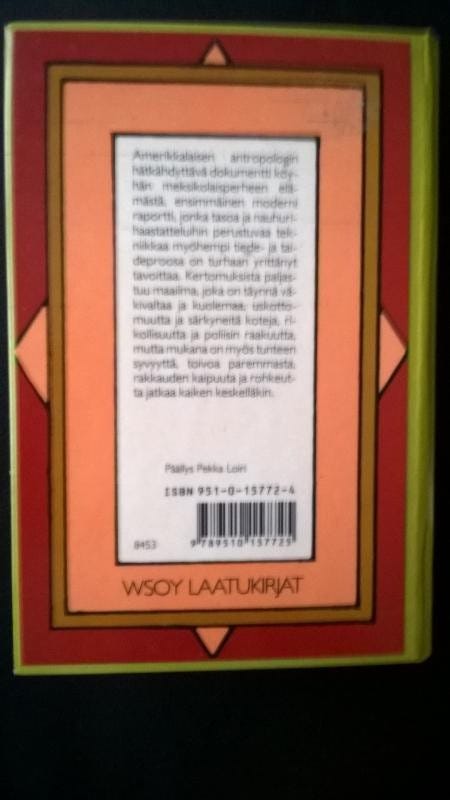 Amerikkalaisen antropologin
hätkähdyttävä dokumentti köy-
hän meksikolaisperheen elä-
mästä, ensimmäinen moderni
raportti, jonka tasoa ja nauhuri-
haastatteluihin perustuvaa tek-
niikkaa myöhempi tiede- ja tai-
deproosa on turhaan yrittänyt
tavoittaa. Kertomuksista paljas-
tuu maailma, joka on täynnä vä-
kivaltaa ja kuolemaa, uskotto-
muutta ja särkyneitä koteja, ri-
kollisuutta ja poliisin raakuutta,
mutta mukana on myös tunteen
syvyyttä, toivoa paremmasta,
rakkauden kaipuuta ja rohkeut-
ta jatkaa kaiken keskelläkin.
Päällys Pekka Loiri
ISBN 951-0-15772-4
8453
9 789510 157725
WSOY LAATUKIRJAT